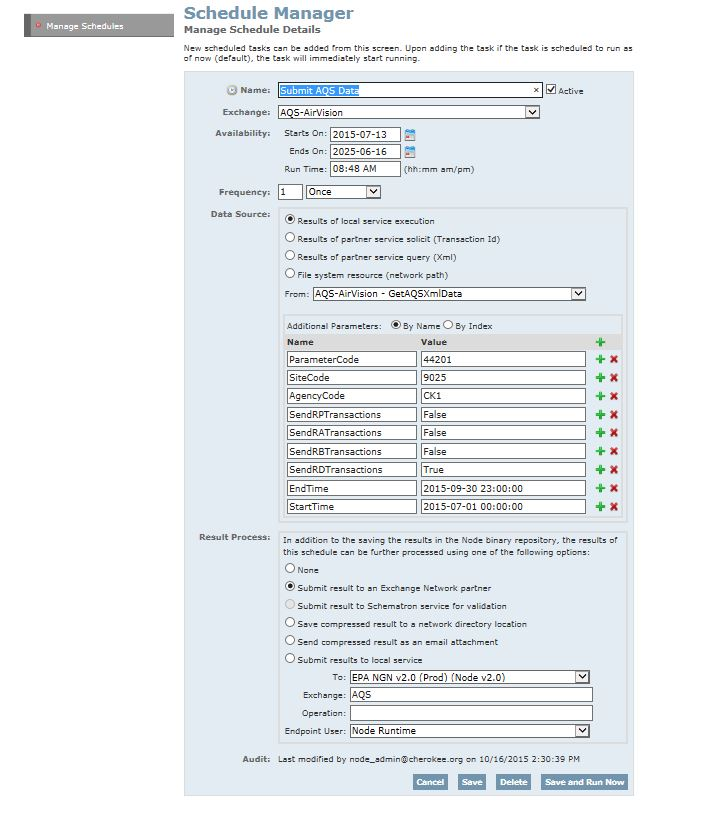 Manage Schedules
Schedule Manager
Manage Schedule Details
New scheduled tasks can be added from this screen. Upon adding the task if the task is scheduled to run as
of now (default), the task will immediately start running.
Name: Submit AQS Data × Active
Exchange: AQS-AirVision
Availability: Starts On: 2015-07-13
Ends On: 2025-06-16
Run Time: 08:48 AM (hh:mm am/pm)
Frequency: 1 Once
Data Source: Results of local service execution
Results of partner service solicit (Transaction Id)
Results of partner service query (Xml)
File system resource (network path)
From: AQS-AirVision - GetAQSXmlData
Additional Parameters: By Name By Index
Name Value
ParameterCode 44201
SiteCode 9025
AgencyCode CK1
SendRPTransactions False
SendRATransactions False
SendRBTransactions False
SendRDTransactions True
EndTime 2015-09-30 23:00:00
StartTime 2015-07-01 00:00:00
Result Process: In addition to the saving the results in the Node binary repository, the results of
this schedule can be further processed using one of the following options:
None
Submit result to an Exchange Network partner
Submit result to Schematron service for validation
Save compressed result to a network directory location
Send compressed result as an email attachment
Submit results to local service
To: EPA NGN v2.0 (Prod) (Node v2.0)
Exchange: AQS
Operation:
Endpoint User: Node Runtime
Audit: Last modified by node_admin@cherokee.org on 10/16/2015 2:30:39 PM
Cancel Save Delete Save and Run Now